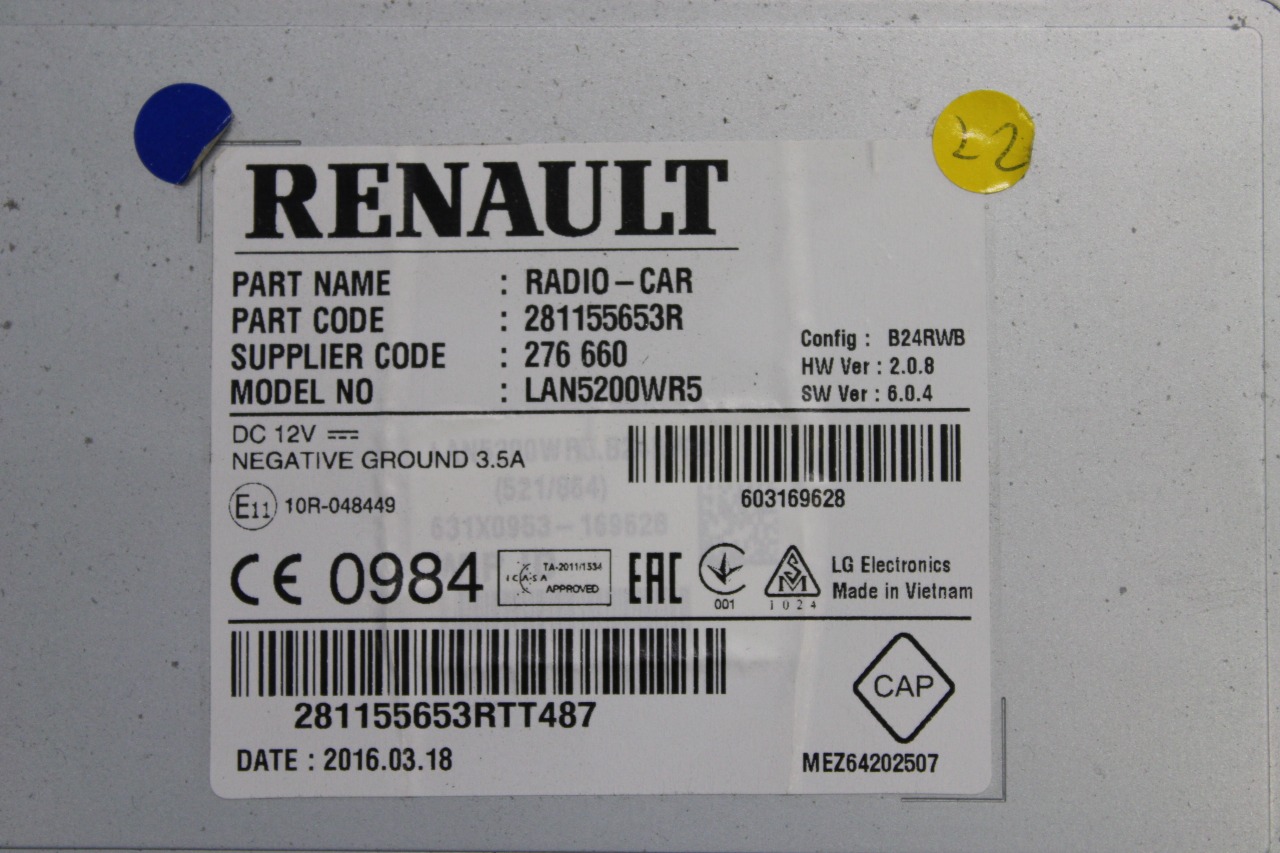 22
RENAULT
PART NAME : RADIO-CAR
PART CODE : 281155653R
SUPPLIER CODE : 276 660
MODEL NO : LAN5200WR5
Config : B24RWB
HW Ver : 2.0.8
SW Ver : 6.0.4
DC 12V
NEGATIVE GROUND 3.5A
603169628
E11 10R-048449
CE 0984
TA-2011/1334
ICASA
APPROVED
EAC
001
SM
1024
LG Electronics
Made in Vietnam
281155653RTT487
CAP
DATE : 2016.03.18
MEZ64202507